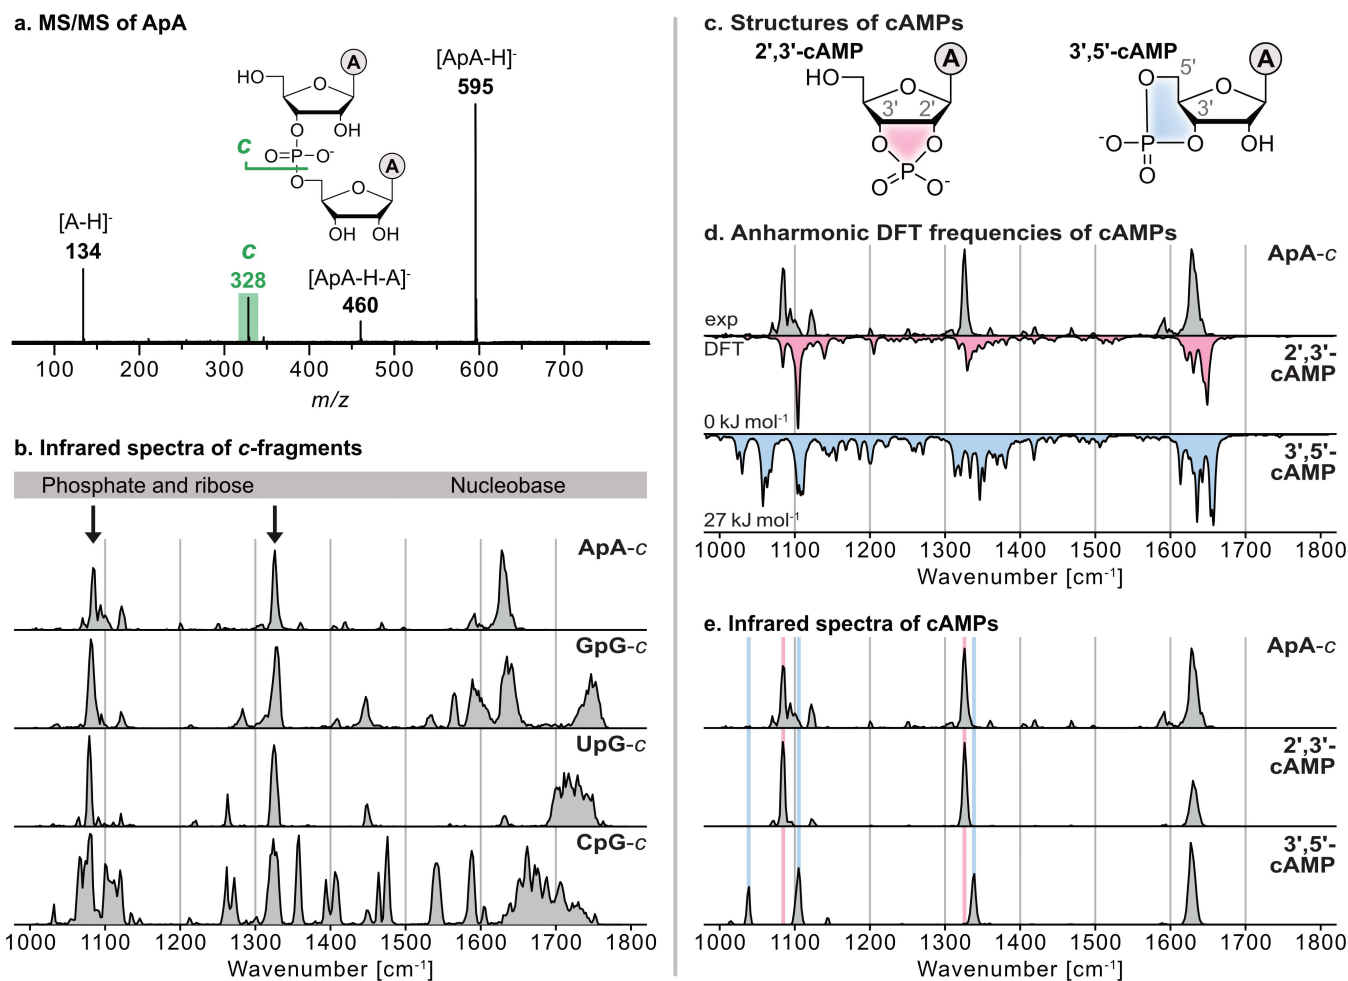 a. MS/MS of ApA
[ApA-H]-
595
HO
A
O
OH
O
c
O=P-O-
O
A
O
OH OH
[A-H]-
134
c
328
[ApA-H-A]-
460
100 200 300 400 500 600 700
m/z
b. Infrared spectra of c-fragments
Phosphate and ribose Nucleobase
ApA-c
GpG-c
UpG-c
CpG-c
1000 1100 1200 1300 1400 1500 1600 1700 1800
Wavenumber [cm-1]
c. Structures of cAMPs
2',3'-cAMP
HO
A
O
3' 2'
O O
P
O O-
3',5'-cAMP
A
O 5'
O
3'
-O P O OH
O
d. Anharmonic DFT frequencies of cAMPs
ApA-c
exp
DFT
2',3'-
cAMP
0 kJ mol-1
3',5'-
cAMP
27 kJ mol-1
1000 1100 1200 1300 1400 1500 1600 1700 1800
Wavenumber [cm-1]
e. Infrared spectra of cAMPs
ApA-c
2',3'-
cAMP
3',5'-
cAMP
1000 1100 1200 1300 1400 1500 1600 1700 1800
Wavenumber [cm-1]